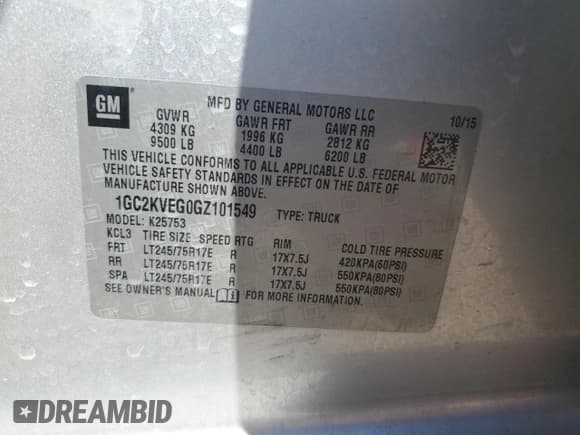 GM
MFD BY GENERAL MOTORS LLC
10/15
GVWR GAWR FRT GAWR RR
4309 KG 1996 KG 2812 KG
9500 LB 4400 LB 6200 LB
THIS VEHICLE CONFORMS TO ALL APPLICABLE U.S. FEDERAL MOTOR
VEHICLE SAFETY STANDARDS IN EFFECT ON THE DATE OF
MANUFACTURE SHOWN ABOVE.
1GC2KVEG0GZ101549 TYPE: TRUCK
MODEL: K25753
KCL3 TIRE SIZE SPEED RTG RIM COLD TIRE PRESSURE
FRT LT245/75R17E R 17X7.5J 420KPA(60PSI)
RR LT245/75R17E R 17X7.5J 550KPA(80PSI)
SPA LT245/75R17E R 17X7.5J 550KPA(80PSI)
SEE OWNER'S MANUAL FOR MORE INFORMATION.
DREAMBID